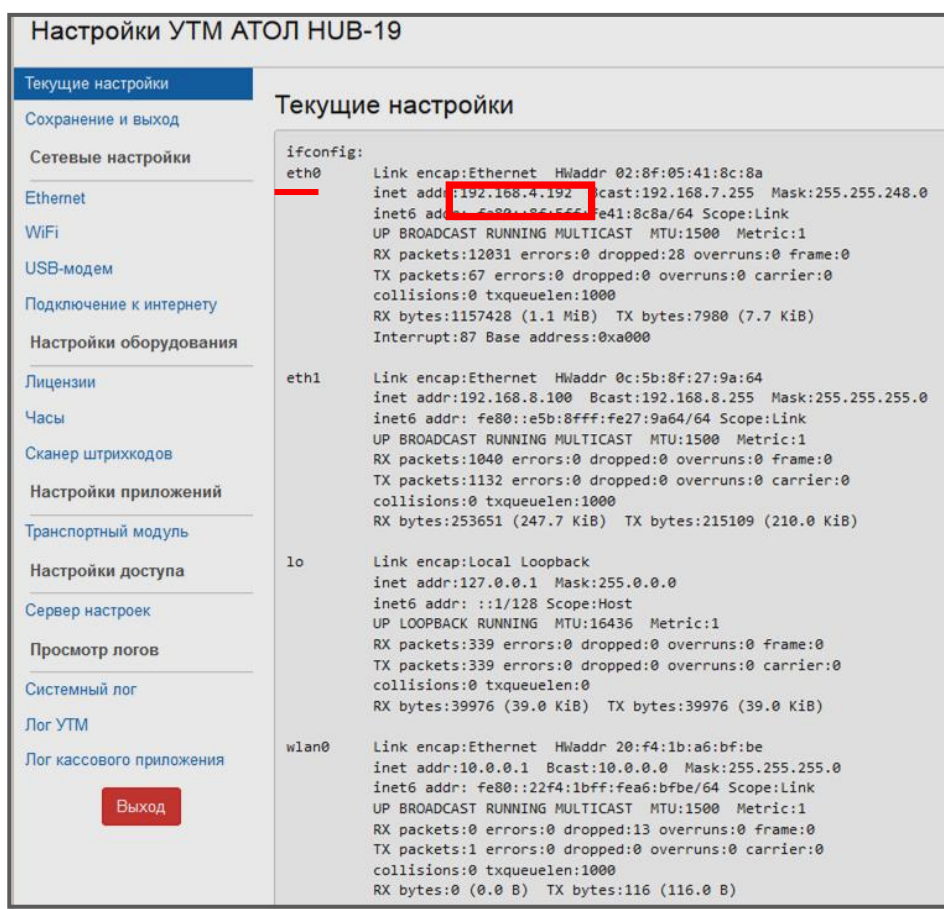 Настройки УТМ АТОЛ HUB-19
Текущие настройки
Сохранение и выход
Сетевые настройки
Ethernet
WiFi
USB-модем
Подключение к интернету
Настройки оборудования
Лицензии
Часы
Сканер штрихкодов
Настройки приложений
Транспортный модуль
Настройки доступа
Сервер настроек
Просмотр логов
Системный лог
Лог УТМ
Лог кассового приложения
Выход
Текущие настройки
ifconfig:
eth0 Link encap:Ethernet HWaddr 02:8f:05:41:8c:8a
inet addr:192.168.4.192 Bcast:192.168.7.255 Mask:255.255.248.0
inet6 addr: fe80::8f:5ff:fe41:8c8a/64 Scope:Link
UP BROADCAST RUNNING MULTICAST MTU:1500 Metric:1
RX packets:12031 errors:0 dropped:28 overruns:0 frame:0
TX packets:67 errors:0 dropped:0 overruns:0 carrier:0
collisions:0 txqueuelen:1000
RX bytes:1157428 (1.1 MiB) TX bytes:7980 (7.7 KiB)
Interrupt:87 Base address:0xa000
eth1 Link encap:Ethernet HWaddr 0c:5b:8f:27:9a:64
inet addr:192.168.8.100 Bcast:192.168.8.255 Mask:255.255.255.0
inet6 addr: fe80::e5b:8fff:fe27:9a64/64 Scope:Link
UP BROADCAST RUNNING MULTICAST MTU:1500 Metric:1
RX packets:1040 errors:0 dropped:0 overruns:0 frame:0
TX packets:1132 errors:0 dropped:0 overruns:0 carrier:0
collisions:0 txqueuelen:1000
RX bytes:253651 (247.7 KiB) TX bytes:215109 (210.0 KiB)
lo Link encap:Local Loopback
inet addr:127.0.0.1 Mask:255.0.0.0
inet6 addr: ::1/128 Scope:Host
UP LOOPBACK RUNNING MTU:16436 Metric:1
RX packets:339 errors:0 dropped:0 overruns:0 frame:0
TX packets:339 errors:0 dropped:0 overruns:0 carrier:0
collisions:0 txqueuelen:0
RX bytes:39976 (39.0 KiB) TX bytes:39976 (39.0 KiB)
wlan0 Link encap:Ethernet HWaddr 20:f4:1b:a6:bf:be
inet addr:10.0.0.1 Bcast:10.0.0.0 Mask:255.255.255.0
inet6 addr: fe80::22f4:1bff:fea6:bfbe/64 Scope:Link
UP BROADCAST RUNNING MULTICAST MTU:1500 Metric:1
RX packets:0 errors:0 dropped:13 overruns:0 frame:0
TX packets:1 errors:0 dropped:0 overruns:0 carrier:0
collisions:0 txqueuelen:1000
RX bytes:0 (0.0 B) TX bytes:116 (116.0 B)